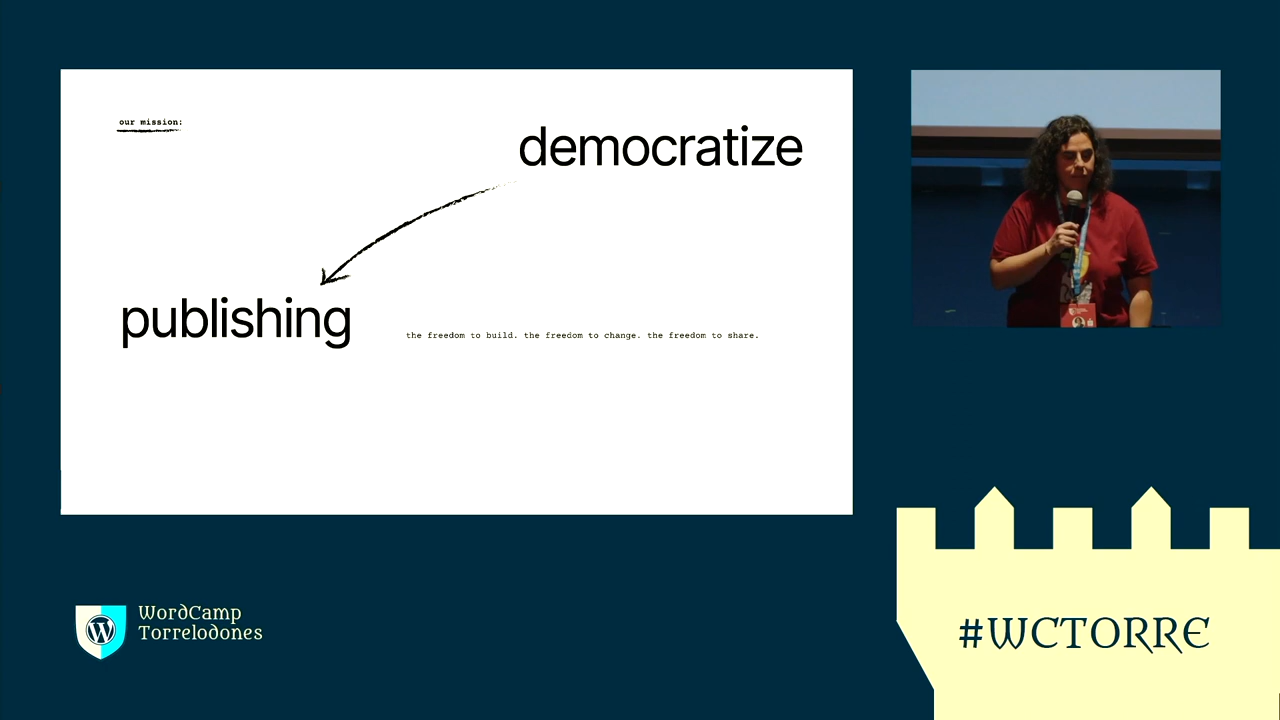 our mission:
democratize
publishing
the freedom to build. the freedom to change. the freedom to share.
WordCamp
Torrelodones
#WCTORRE